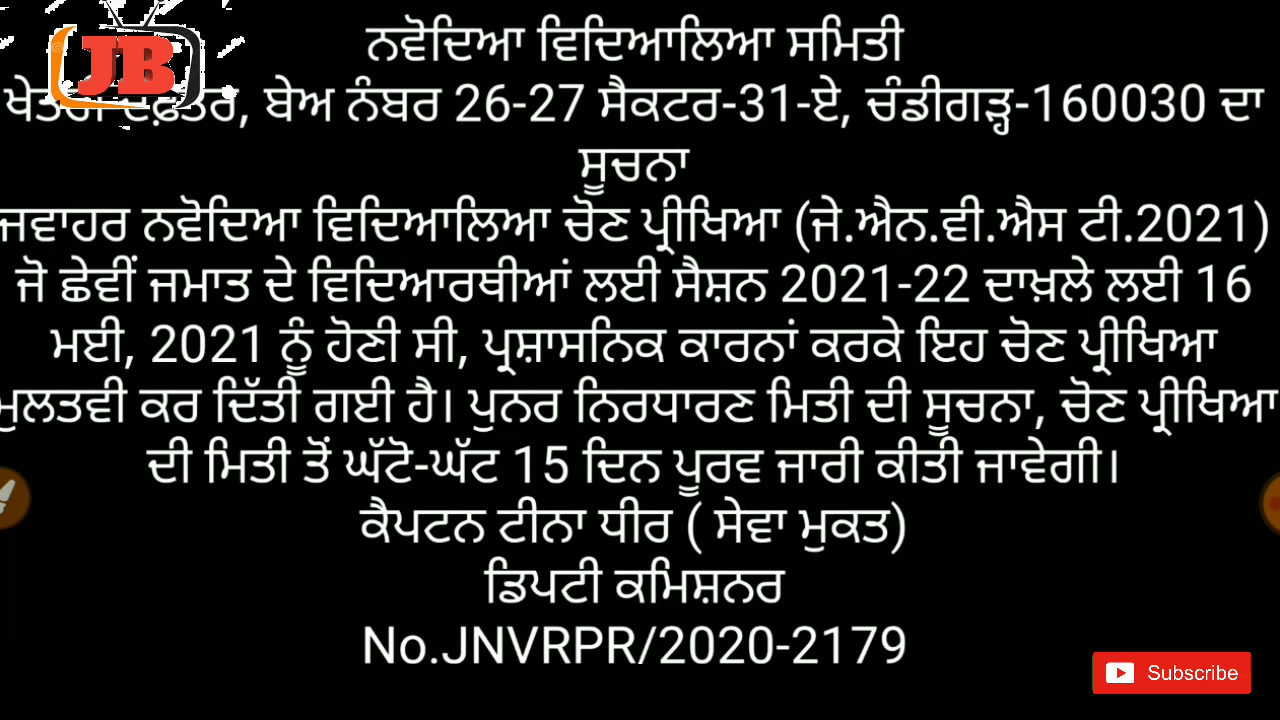 JB
ਨਵੋਦਿਆ ਵਿਦਿਆਲਿਆ ਸਮਿਤੀ
ਬੇਅ ਨੰਬਰ 26-27 ਸੈਕਟਰ-31-ਏ, ਚੰਡੀਗੜ੍ਹ-160030 ਦਾ
ਸੂਚਨਾ
ਜਵਾਹਰ ਨਵੋਦਿਆ ਵਿਦਿਆਲਿਆ ਚੋਣ ਪ੍ਰੀਖਿਆ (ਜੇ.ਐਨ.ਵੀ.ਐਸ ਟੀ.2021)
ਜੋ ਛੇਵੀਂ ਜਮਾਤ ਦੇ ਵਿਦਿਆਰਥੀਆਂ ਲਈ ਸੈਸ਼ਨ 2021-22 ਦਾਖ਼ਲੇ ਲਈ 16
ਮਈ, 2021 ਨੂੰ ਹੋਣੀ ਸੀ, ਪ੍ਰਸ਼ਾਸਨਿਕ ਕਾਰਨਾਂ ਕਰਕੇ ਇਹ ਚੋਣ ਪ੍ਰੀਖਿਆ
ਮੁਲਤਵੀ ਕਰ ਦਿੱਤੀ ਗਈ ਹੈ। ਪੁਨਰ ਨਿਰਧਾਰਣ ਮਿਤੀ ਦੀ ਸੂਚਨਾ, ਚੋਣ ਪ੍ਰੀਖਿਆ
ਦੀ ਮਿਤੀ ਤੋਂ ਘੱਟੋ-ਘੱਟ 15 ਦਿਨ ਪੂਰਵ ਜਾਰੀ ਕੀਤੀ ਜਾਵੇਗੀ।
ਕੈਪਟਨ ਟੀਨਾ ਧੀਰ ( ਸੇਵਾ ਮੁਕਤ)
ਡਿਪਟੀ ਕਮਿਸ਼ਨਰ
No.JNVRPR/2020-2179
Subscribe